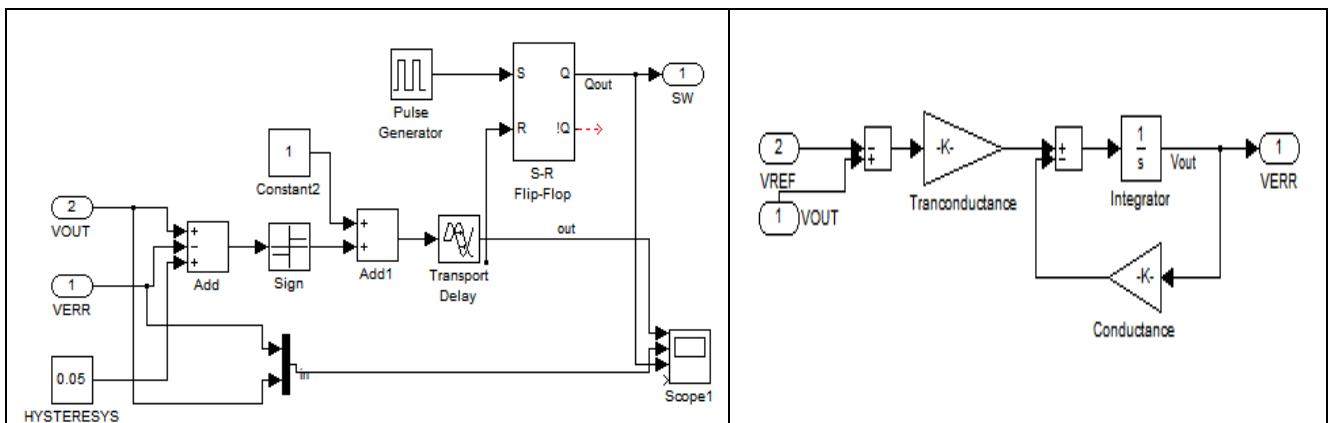 Pulse
Generator
S
R
Q
!Q
S-R
Flip-Flop
Qout
1
SW
1
Constant2
2
VOUT
1
VERR
+
−
+
Add
Sign
+
+
Add1
Transport
Delay
out
0.05
HYSTERESYS
in
Scope1
2
VREF
1
VOUT
−
+
-K-
Tranconductance
+
−
1
s
Integrator
Vout
1
VERR
-K-
Conductance